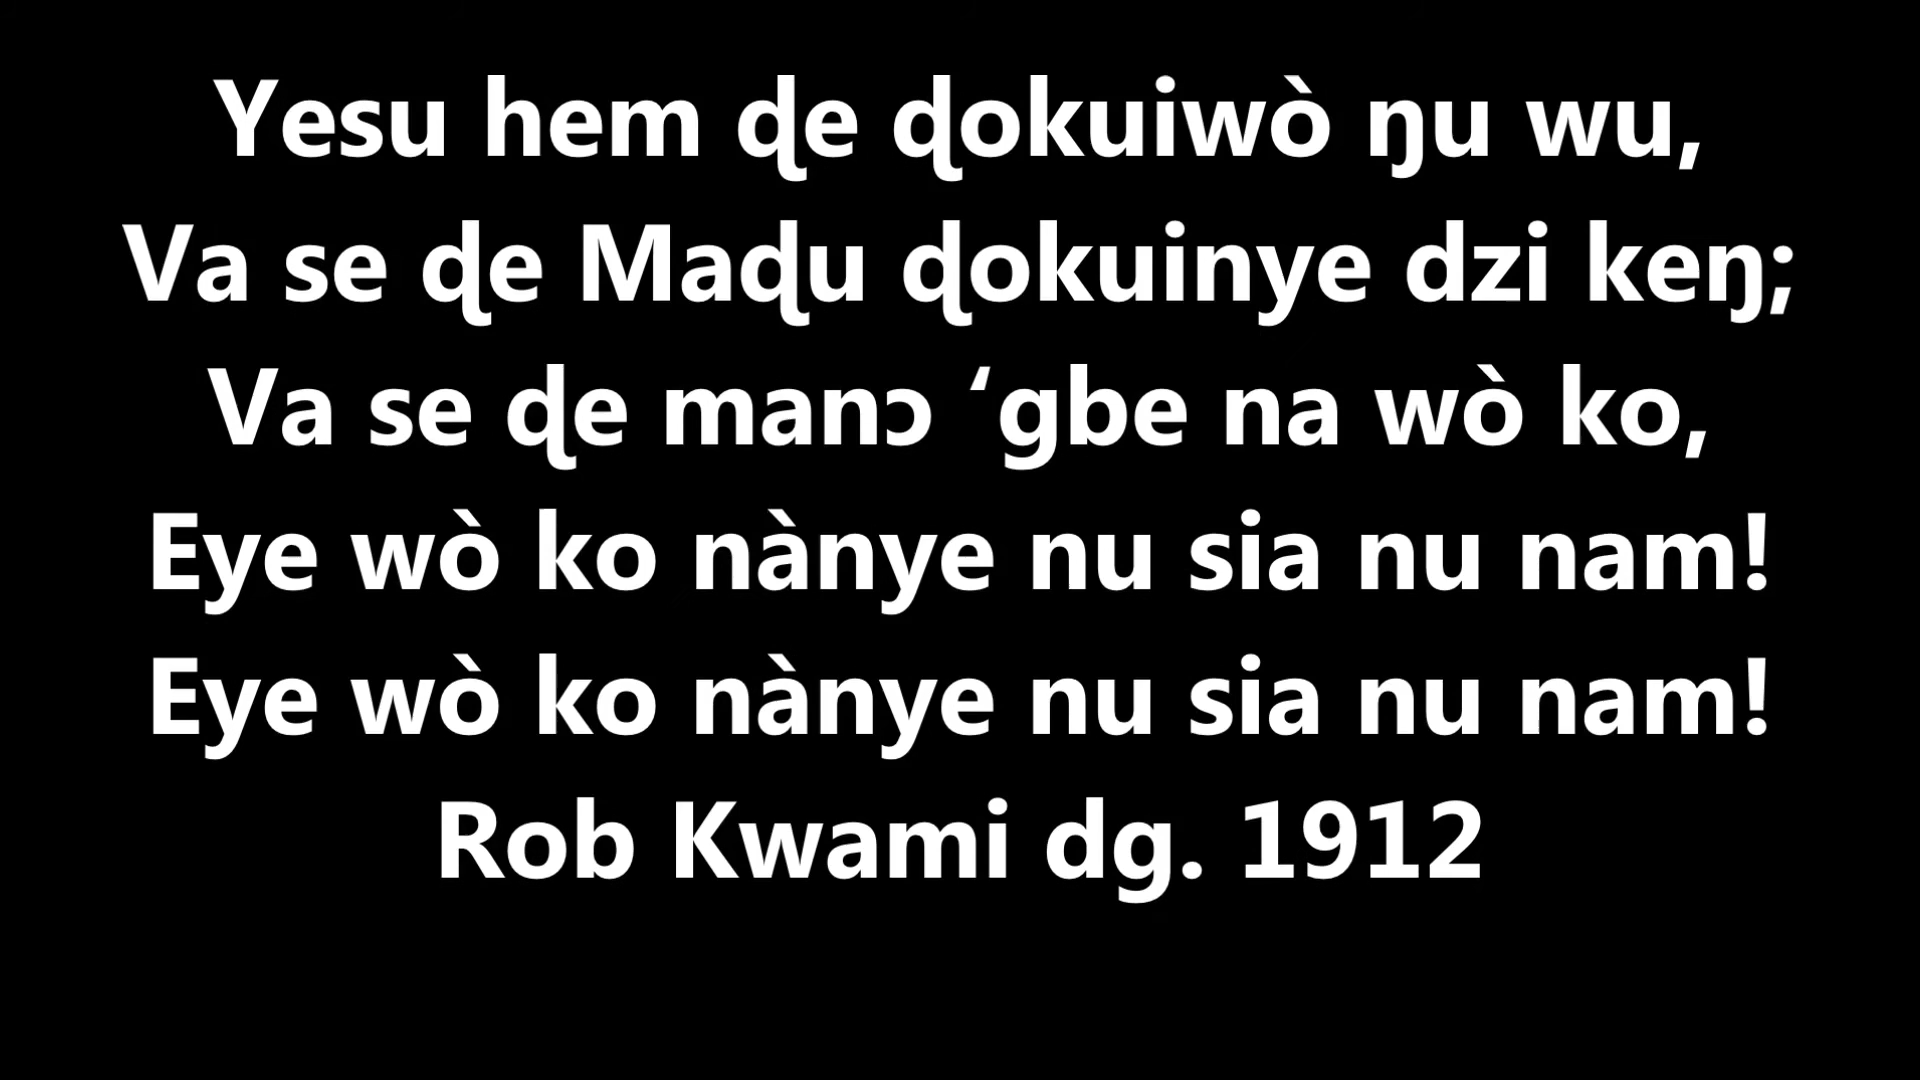 Yesu hem ɖe ɖokuiwò ŋu wu,
Va se ɖe Maɖu ɖokuinye dzi keŋ;
Va se ɖe manɔ ‘gbe na wò ko,
Eye wò ko nànye nu sia nu nam!
Eye wò ko nànye nu sia nu nam!
Rob Kwami dg. 1912